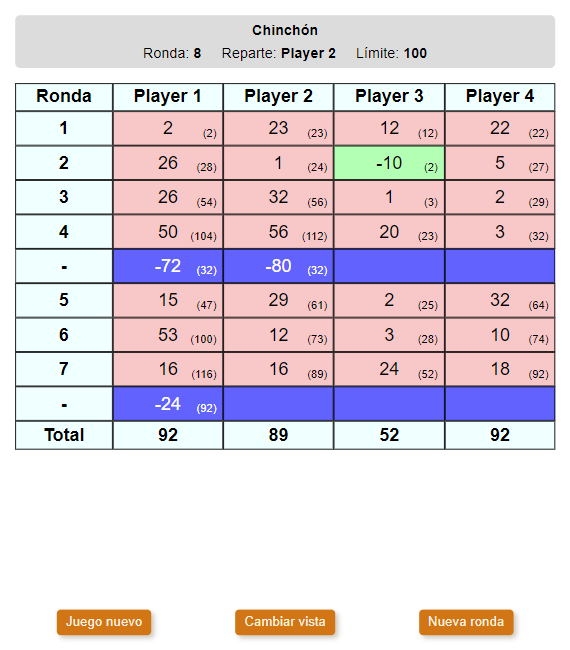 Chinchón
Ronda: 8 Reparte: Player 2 Límite: 100
Ronda Player 1 Player 2 Player 3 Player 4
1 2 (2) 23 (23) 12 (12) 22 (22)
2 26 (28) 1 (24) -10 (2) 5 (27)
3 26 (54) 32 (56) 1 (3) 2 (29)
4 50 (104) 56 (112) 20 (23) 3 (32)
- -72 (32) -80 (32)
5 15 (47) 29 (61) 2 (25) 32 (64)
6 53 (100) 12 (73) 3 (28) 10 (74)
7 16 (116) 16 (89) 24 (52) 18 (92)
- -24 (92)
Total 92 89 52 92
Juego nuevo Cambiar vista Nueva ronda